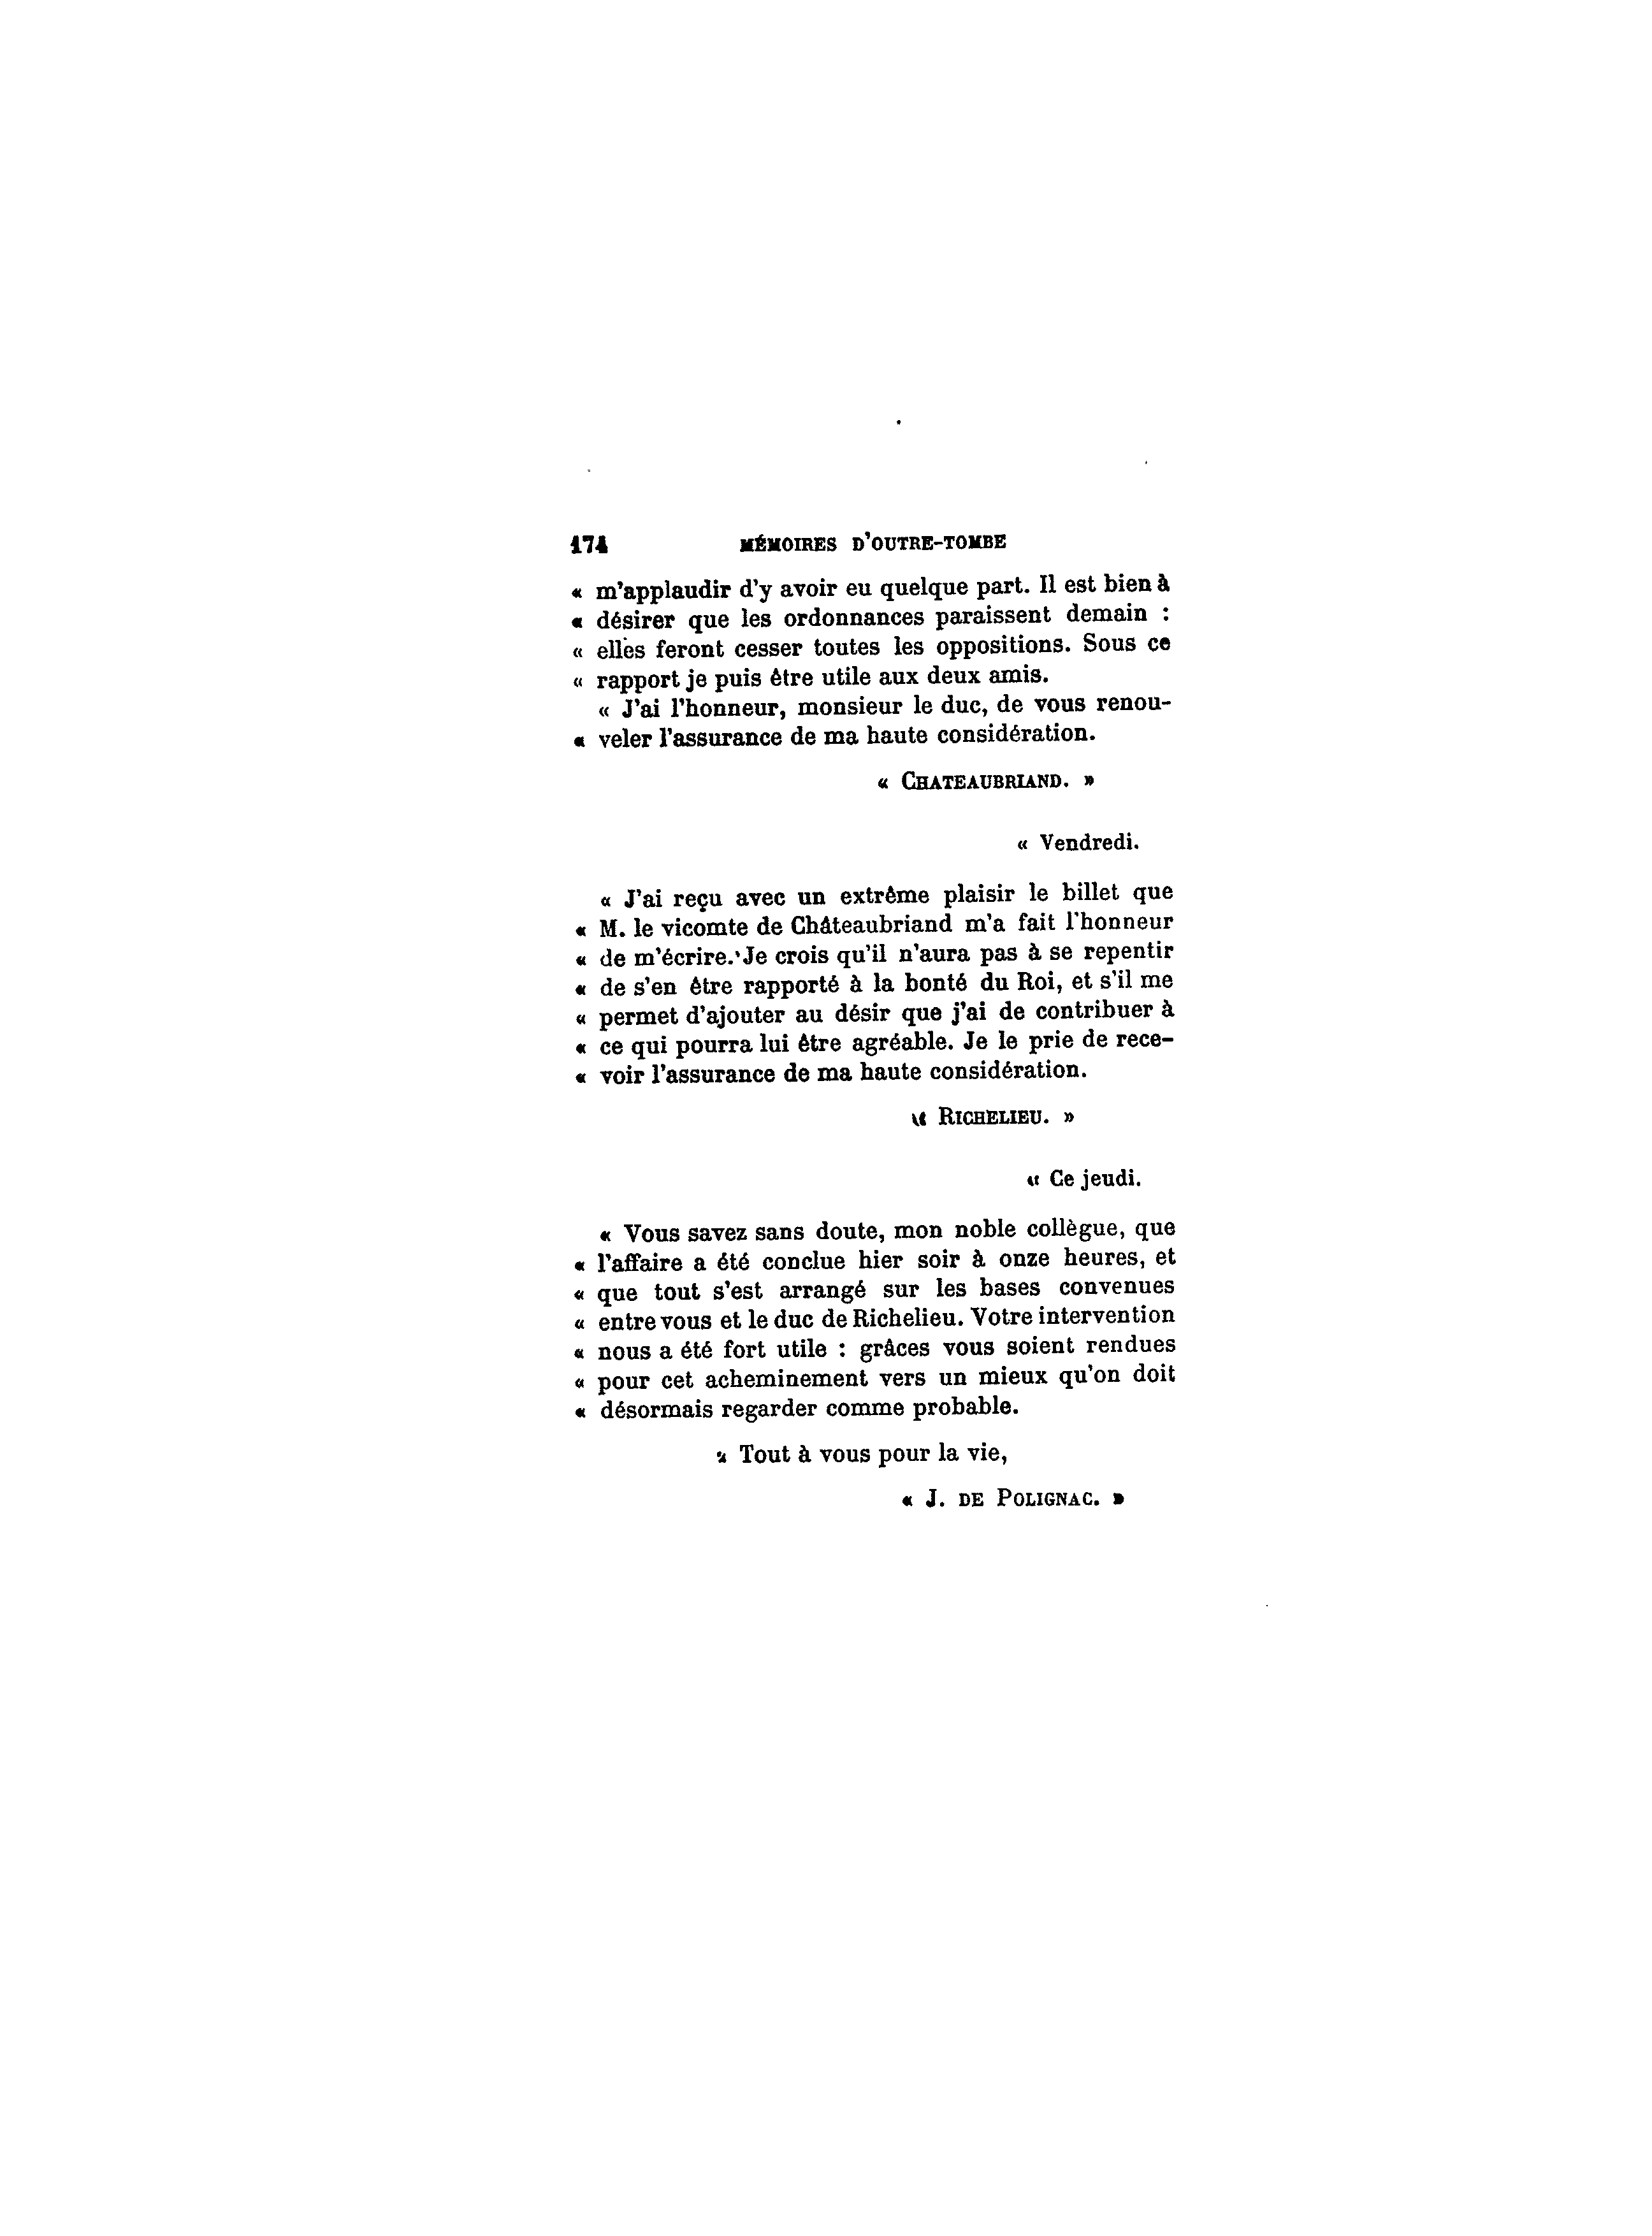 174 MÉMOIRES D'OUTRE-TOMBE
« m'applaudir d'y avoir eu quelque part. Il est bien à
« désirer que les ordonnances paraissent demain :
« elles feront cesser toutes les oppositions. Sous ce
« rapport je puis être utile aux deux amis.
« J'ai l'honneur, monsieur le duc, de vous renou-
« veler l'assurance de ma haute considération.
« CHATEAUBRIAND. »
« Vendredi.
« J'ai reçu avec un extrême plaisir le billet que
« M. le vicomte de Châteaubriand m'a fait l'honneur
« de m'écrire. Je crois qu'il n'aura pas à se repentir
« de s'en être rapporté à la bonté du Roi, et s'il me
« permet d'ajouter au désir que j'ai de contribuer à
« ce qui pourra lui être agréable. Je le prie de rece-
« voir l'assurance de ma haute considération.
« RICHELIEU. »
« Ce jeudi.
« Vous savez sans doute, mon noble collègue, que
« l'affaire a été conclue hier soir à onze heures, et
« que tout s'est arrangé sur les bases convenues
« entre vous et le duc de Richelieu. Votre intervention
« nous a été fort utile : grâces vous soient rendues
« pour cet acheminement vers un mieux qu'on doit
« désormais regarder comme probable.
« Tout à vous pour la vie,
« J. DE POLIGNAC. »